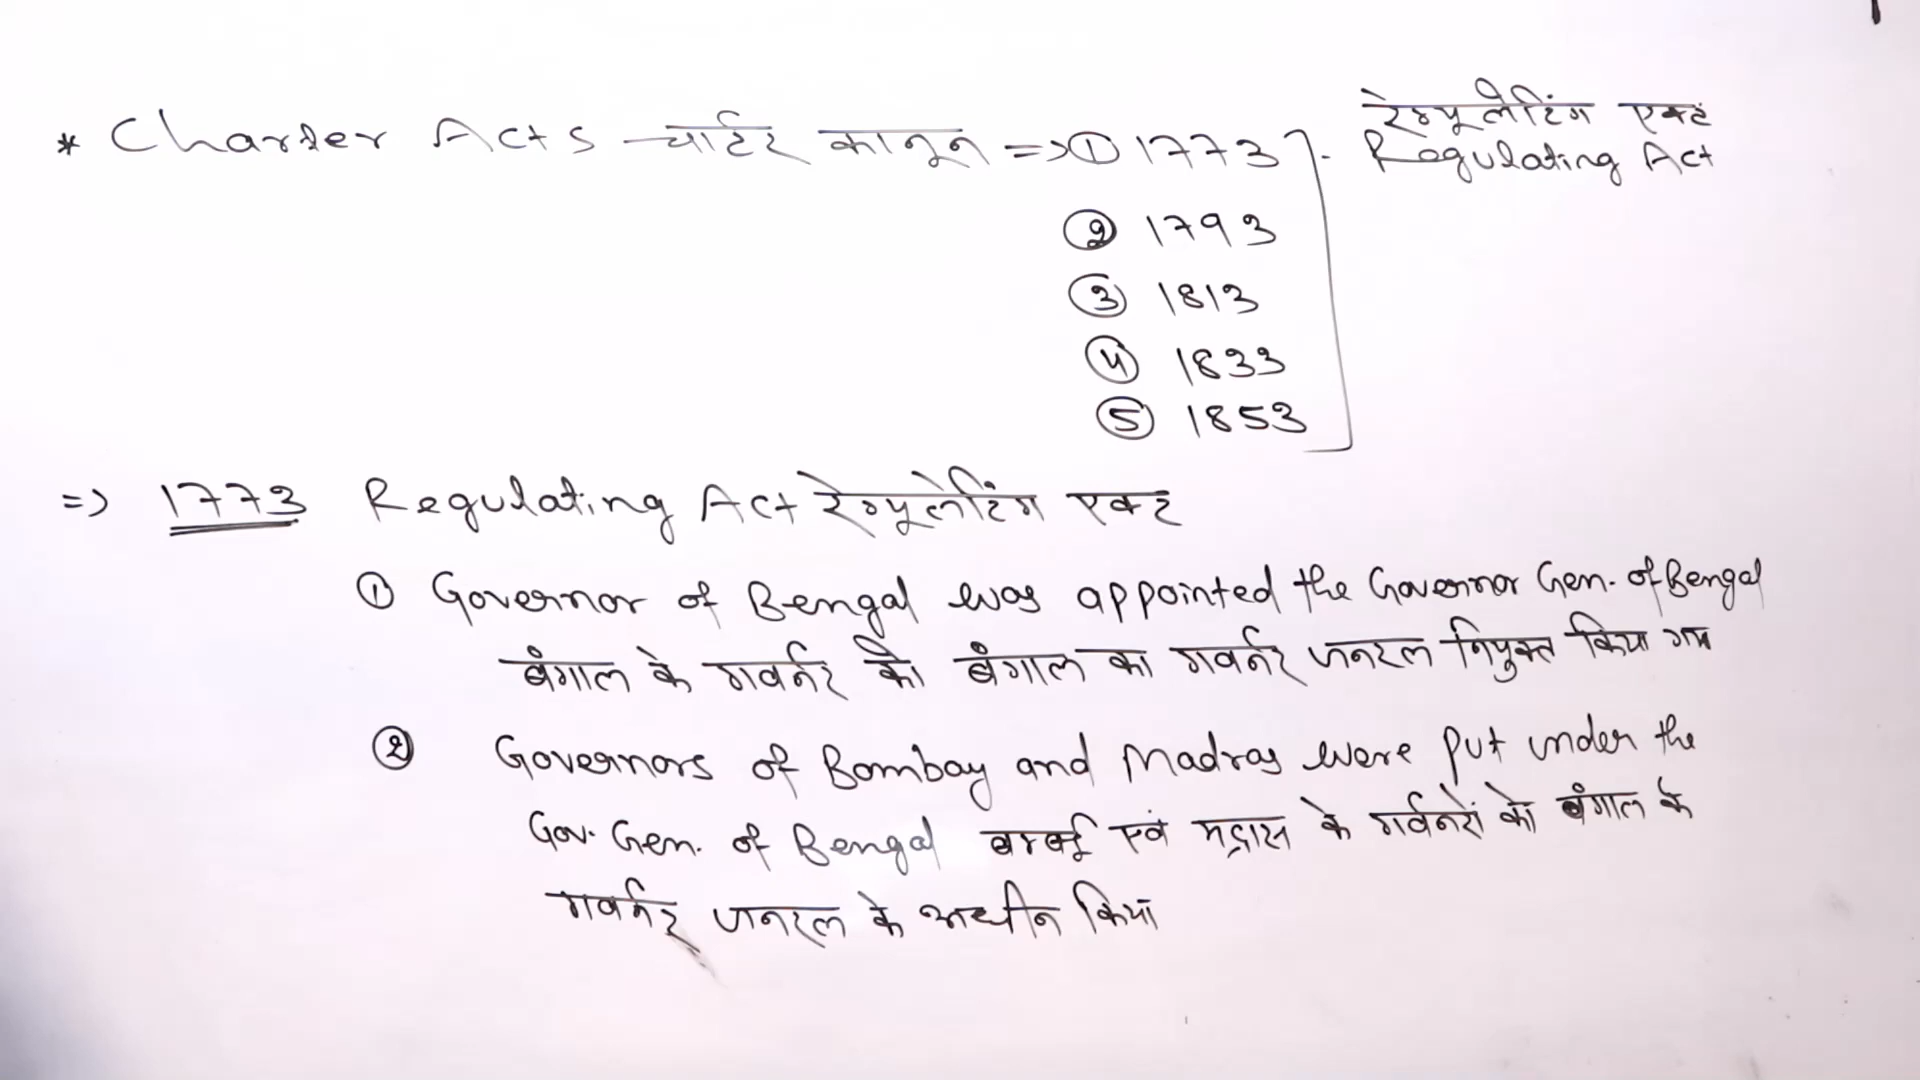 रेग्यूलेटिंग एक्ट
* Charter Acts चार्टर कानून => ① 1773 Regulating Act
② 1793
③ 1813
④ 1833
⑤ 1853
=> 1773 Regulating Act रेग्यूलेटिंग एक्ट
① Governor of Bengal was appointed the Governor Gen. of Bengal
बंगाल के गवर्नर को बंगाल का गवर्नर जनरल नियुक्त किया गया
② Governors of Bombay and Madras were put under the
Gov. Gen. of Bengal बम्बई एवं मद्रास के गर्वनरों को बंगाल के
गवर्नर जनरल के अधीन किया